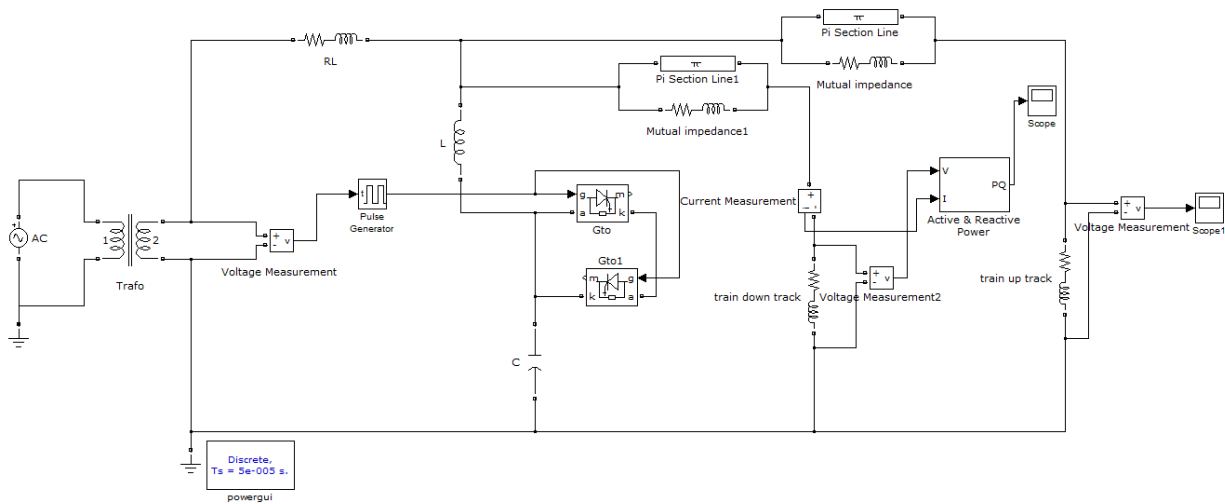 Pi Section Line
RL
Pi Section Line1
Mutual impedance
Mutual impedance1
Scope
L
t
Pulse
Generator
g
m
a
k
Gto
Current Measurement
+
-
i
V
I
PQ
Active & Reactive
Power
+
-
v
Voltage Measurement
Scope1
+
AC
1
2
Trafo
+
-
v
Voltage Measurement
Gto1
m
g
k
a
train down track
+
-
v
Voltage Measurement2
train up track
C
Discrete,
Ts = 5e-005 s.
powergui